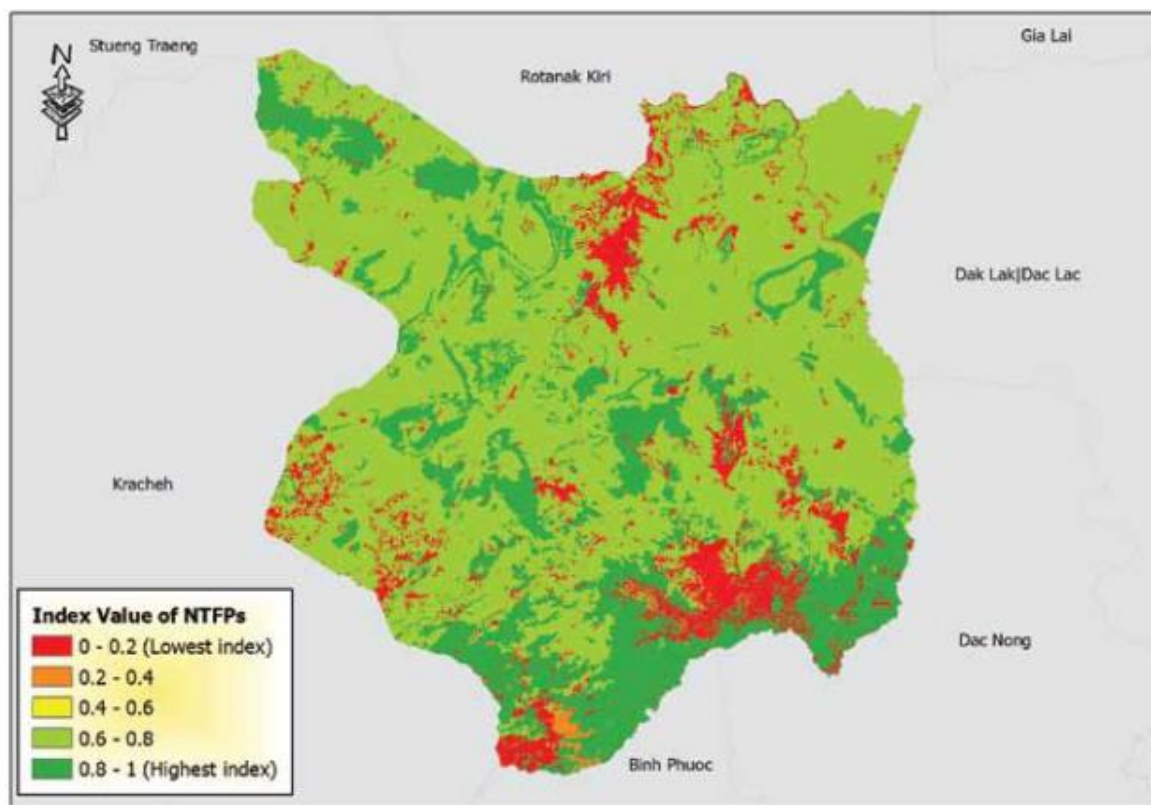 Stueng Traeng
N
Gia Lai
Rotanak Kiri
Dak Lak|Dac Lac
Kracheh
Dac Nong
Binh Phuoc
Index Value of NTFPs
0 - 0.2 (Lowest index)
0.2 - 0.4
0.4 - 0.6
0.6 - 0.8
0.8 - 1 (Highest index)